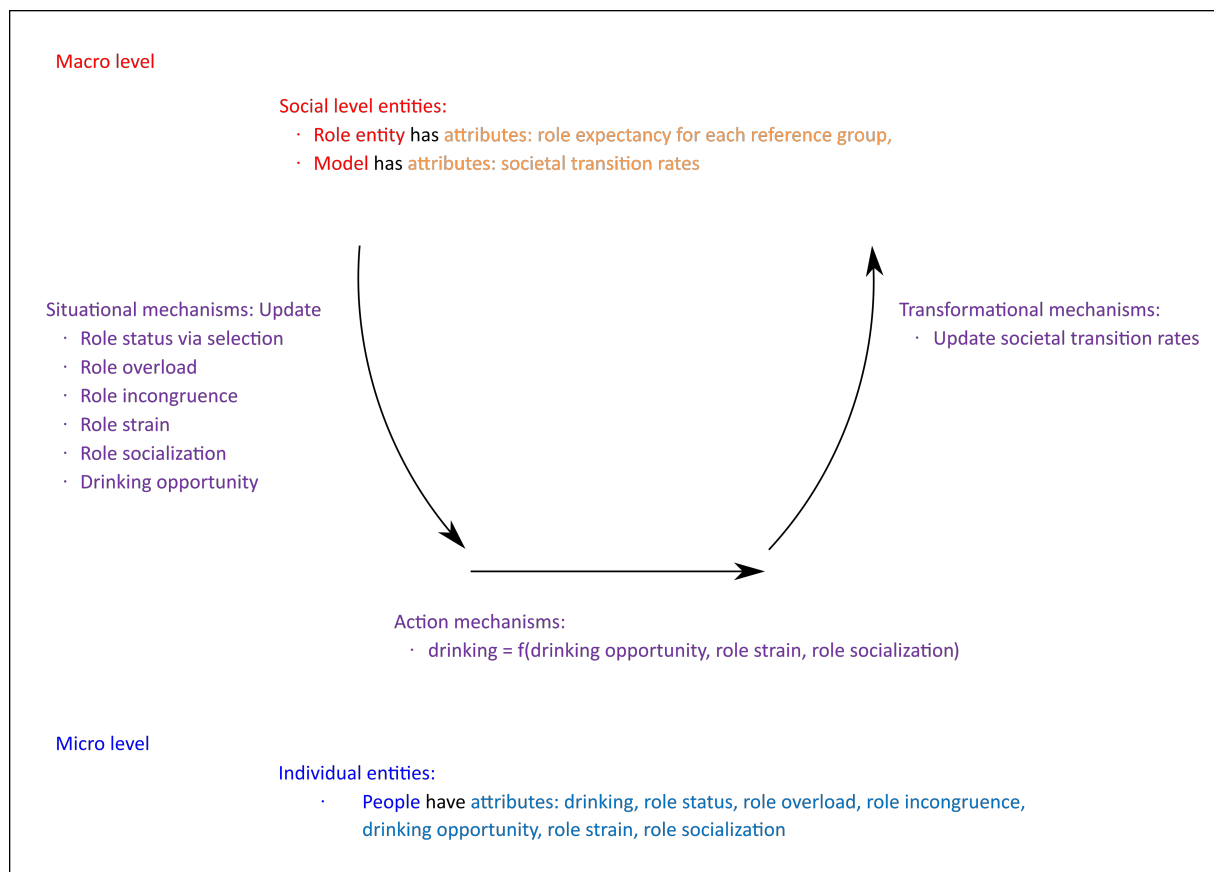 Macro level
Social level entities:
· Role entity has attributes: role expectancy for each reference group,
· Model has attributes: societal transition rates
Situational mechanisms: Update
· Role status via selection
· Role overload
· Role incongruence
· Role strain
· Role socialization
· Drinking opportunity
Transformational mechanisms:
· Update societal transition rates
Action mechanisms:
· drinking = f(drinking opportunity, role strain, role socialization)
Micro level
Individual entities:
· People have attributes: drinking, role status, role overload, role incongruence,
drinking opportunity, role strain, role socialization